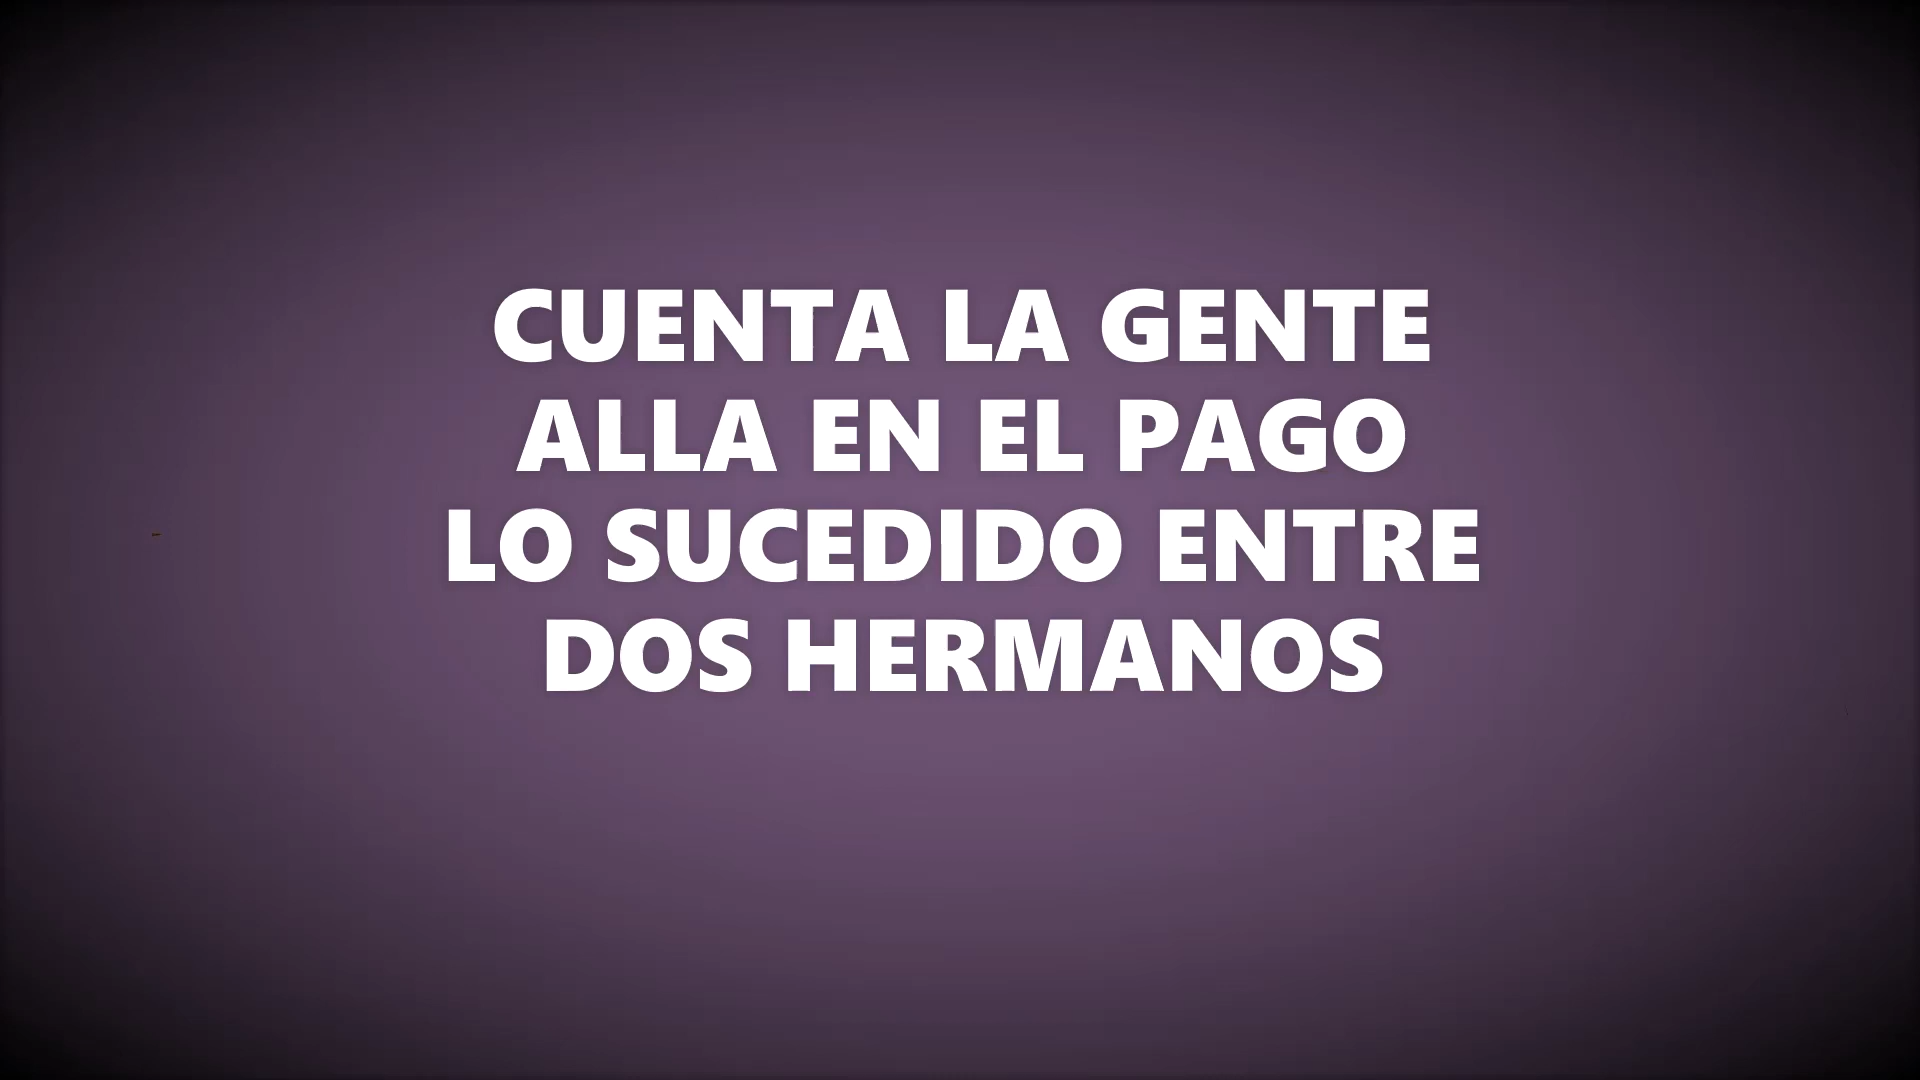 CUENTA LA GENTE
ALLA EN EL PAGO
LO SUCEDIDO ENTRE
DOS HERMANOS